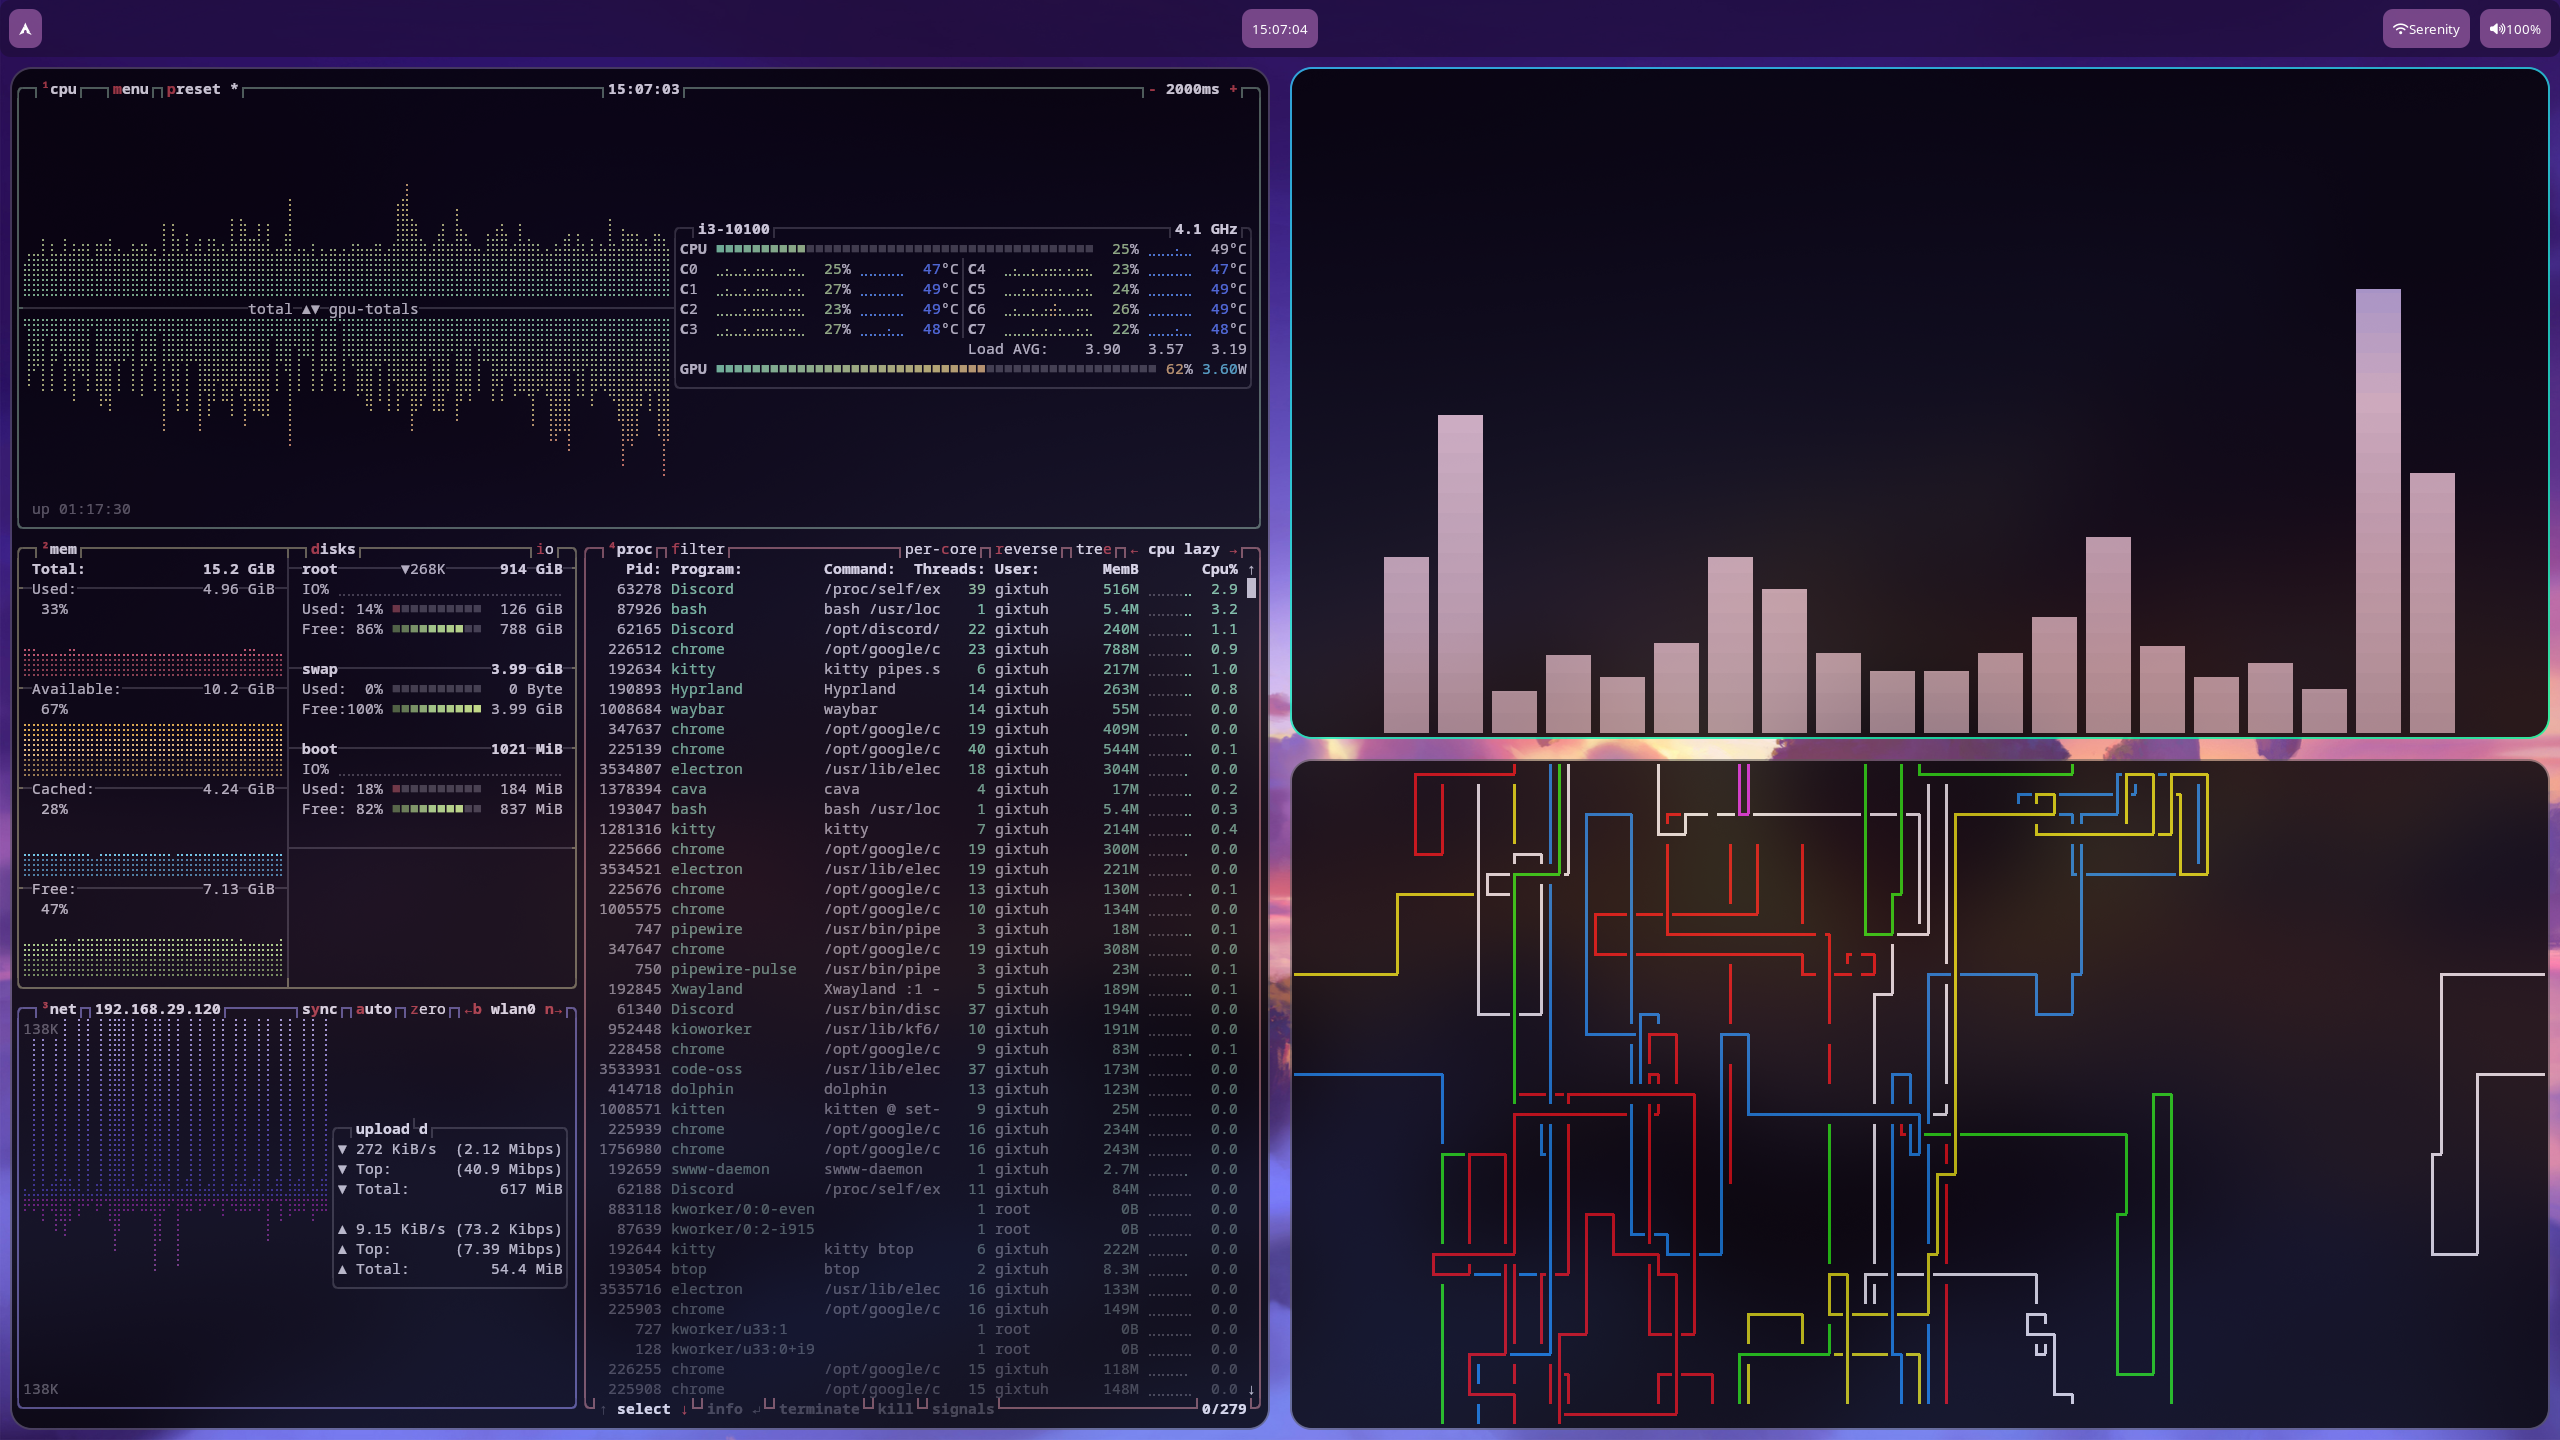 15:07:04
Serenity
100%
¹cpu menu preset * 15:07:03 - 2000ms +
i3-10100 4.1 GHz
CPU 25% 49°C
C0 25% 47°C C4 23% 47°C
C1 27% 49°C C5 24% 49°C
C2 23% 49°C C6 26% 49°C
C3 27% 48°C C7 22% 48°C
Load AVG: 3.90 3.57 3.19
GPU 62% 3.60W
total ▲▼ gpu-totals
up 01:17:30
²mem
Total: 15.2 GiB
Used: 4.96 GiB
33%
Available: 10.2 GiB
67%
Cached: 4.24 GiB
28%
Free: 7.13 GiB
47%
disks io
root ▼268K 914 GiB
IO%
Used: 14% 126 GiB
Free: 86% 788 GiB
swap 3.99 GiB
Used: 0% 0 Byte
Free:100% 3.99 GiB
boot 1021 MiB
IO%
Used: 18% 184 MiB
Free: 82% 837 MiB
³net 192.168.29.120 sync auto zero ←b wlan0 n→
138K
upload d
▼ 272 KiB/s (2.12 Mibps)
▼ Top: (40.9 Mibps)
▼ Total: 617 MiB
▲ 9.15 KiB/s (73.2 Kibps)
▲ Top: (7.39 Mibps)
▲ Total: 54.4 MiB
138K
⁴proc filter per-core reverse tree ← cpu lazy →
Pid: Program: Command: Threads: User: MemB Cpu% ↑
63278 Discord /proc/self/ex 39 gixtuh 516M 2.9
87926 bash bash /usr/loc 1 gixtuh 5.4M 3.2
62165 Discord /opt/discord/ 22 gixtuh 240M 1.1
226512 chrome /opt/google/c 23 gixtuh 788M 0.9
192634 kitty kitty pipes.s 6 gixtuh 217M 1.0
190893 Hyprland Hyprland 14 gixtuh 263M 0.8
1008684 waybar waybar 14 gixtuh 55M 0.0
347637 chrome /opt/google/c 19 gixtuh 409M 0.0
225139 chrome /opt/google/c 40 gixtuh 544M 0.1
3534807 electron /usr/lib/elec 18 gixtuh 304M 0.0
1378394 cava cava 4 gixtuh 17M 0.2
193047 bash bash /usr/loc 1 gixtuh 5.4M 0.3
1281316 kitty kitty 7 gixtuh 214M 0.4
225666 chrome /opt/google/c 19 gixtuh 300M 0.0
3534521 electron /usr/lib/elec 19 gixtuh 221M 0.0
225676 chrome /opt/google/c 13 gixtuh 130M 0.1
1005575 chrome /opt/google/c 10 gixtuh 134M 0.0
747 pipewire /usr/bin/pipe 3 gixtuh 18M 0.1
347647 chrome /opt/google/c 19 gixtuh 308M 0.0
750 pipewire-pulse /usr/bin/pipe 3 gixtuh 23M 0.1
192845 Xwayland Xwayland :1 - 5 gixtuh 189M 0.1
61340 Discord /usr/bin/disc 37 gixtuh 194M 0.0
952448 kioworker /usr/lib/kf6/ 10 gixtuh 191M 0.0
228458 chrome /opt/google/c 9 gixtuh 83M 0.1
3533931 code-oss /usr/lib/elec 37 gixtuh 173M 0.0
414718 dolphin dolphin 13 gixtuh 123M 0.0
1008571 kitten kitten @ set- 9 gixtuh 25M 0.0
225939 chrome /opt/google/c 16 gixtuh 234M 0.0
1756980 chrome /opt/google/c 16 gixtuh 243M 0.0
192659 swww-daemon swww-daemon 1 gixtuh 2.7M 0.0
62188 Discord /proc/self/ex 11 gixtuh 84M 0.0
883118 kworker/0:0-even 1 root 0B 0.0
87639 kworker/0:2-i915 1 root 0B 0.0
192644 kitty kitty btop 6 gixtuh 222M 0.0
193054 btop btop 2 gixtuh 8.3M 0.0
3535716 electron /usr/lib/elec 16 gixtuh 133M 0.0
225903 chrome /opt/google/c 16 gixtuh 149M 0.0
727 kworker/u33:1 1 root 0B 0.0
128 kworker/u33:0+i9 1 root 0B 0.0
226255 chrome /opt/google/c 15 gixtuh 118M 0.0
225908 chrome /opt/google/c 15 gixtuh 148M 0.0 ↓
↑ select ↓ info ↲ terminate kill signals 0/279